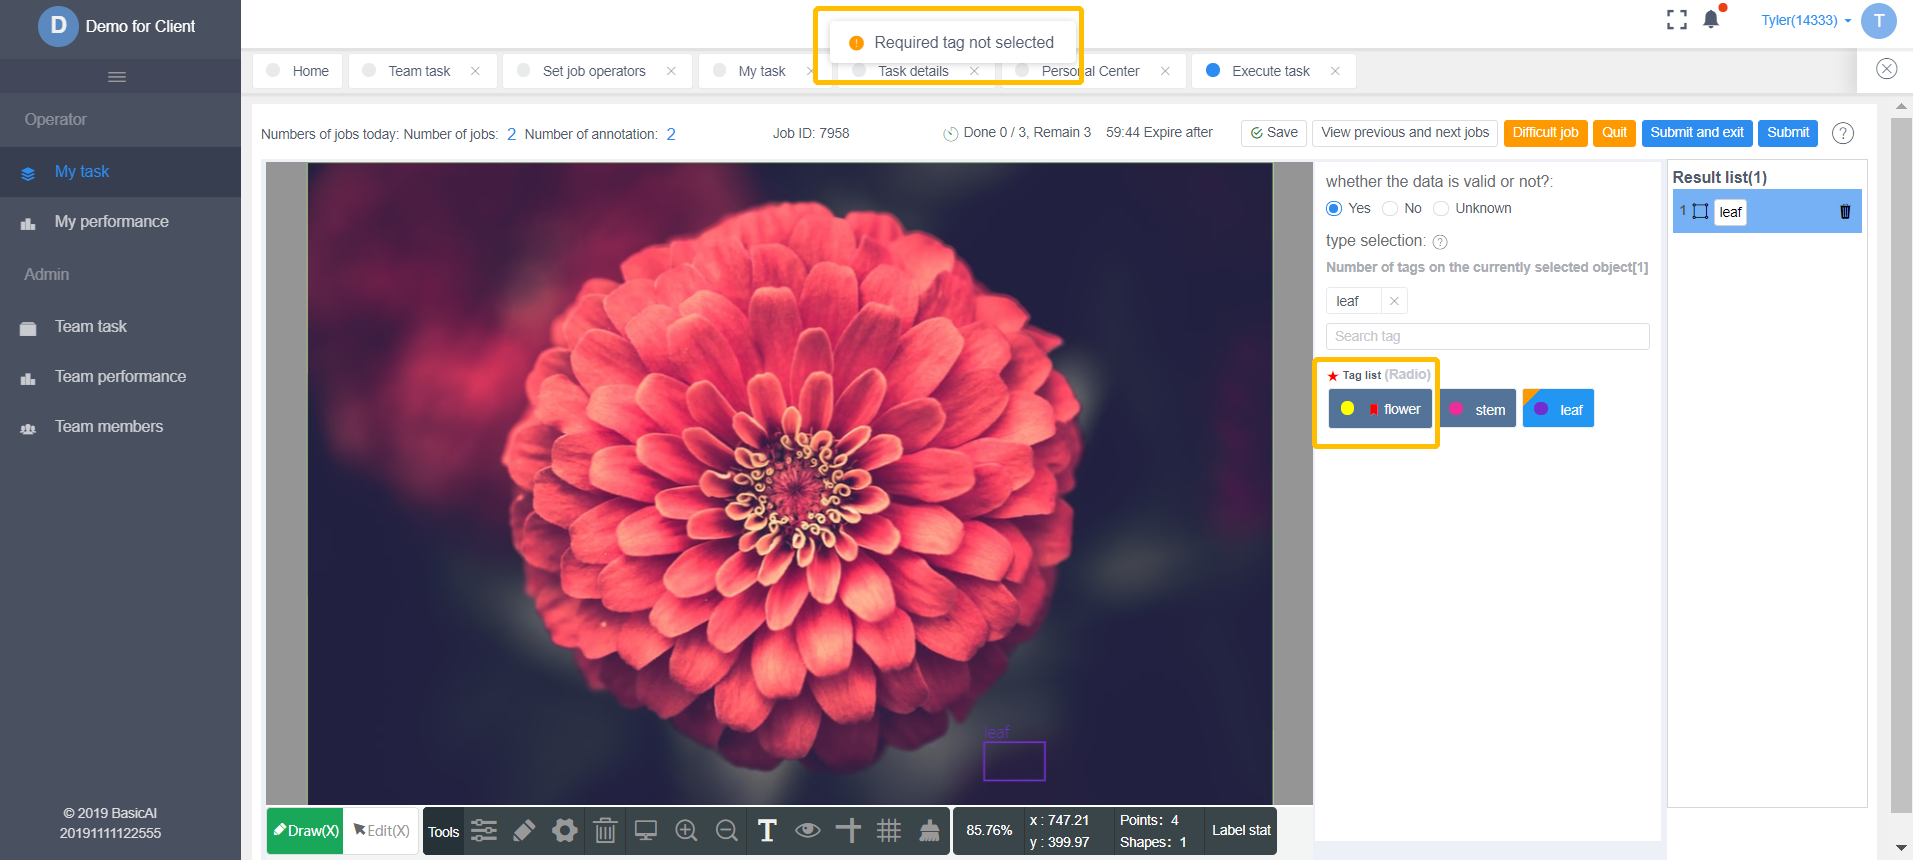 D Demo for Client
Required tag not selected
Tyler(14333)
T
Home
Team task
Set job operators
My task
Task details
Personal Center
Execute task
Operator
My task
My performance
Admin
Team task
Team performance
Team members
© 2019 BasicAI
20191111122555
Numbers of jobs today: Number of jobs: 2 Number of annotation: 2
Job ID: 7958
Done 0 / 3, Remain 3 59:44 Expire after
Save
View previous and next jobs
Difficult job
Quit
Submit and exit
Submit
?
whether the data is valid or not?:
Yes No Unknown
type selection: ?
Number of tags on the currently selected object[1]
leaf
Search tag
Tag list (Radio)
flower
stem
leaf
Result list(1)
1 leaf
leaf
Draw(X)
Edit(X)
Tools
T
85.76%
x : 747.21
y : 399.97
Points: 4
Shapes: 1
Label stat